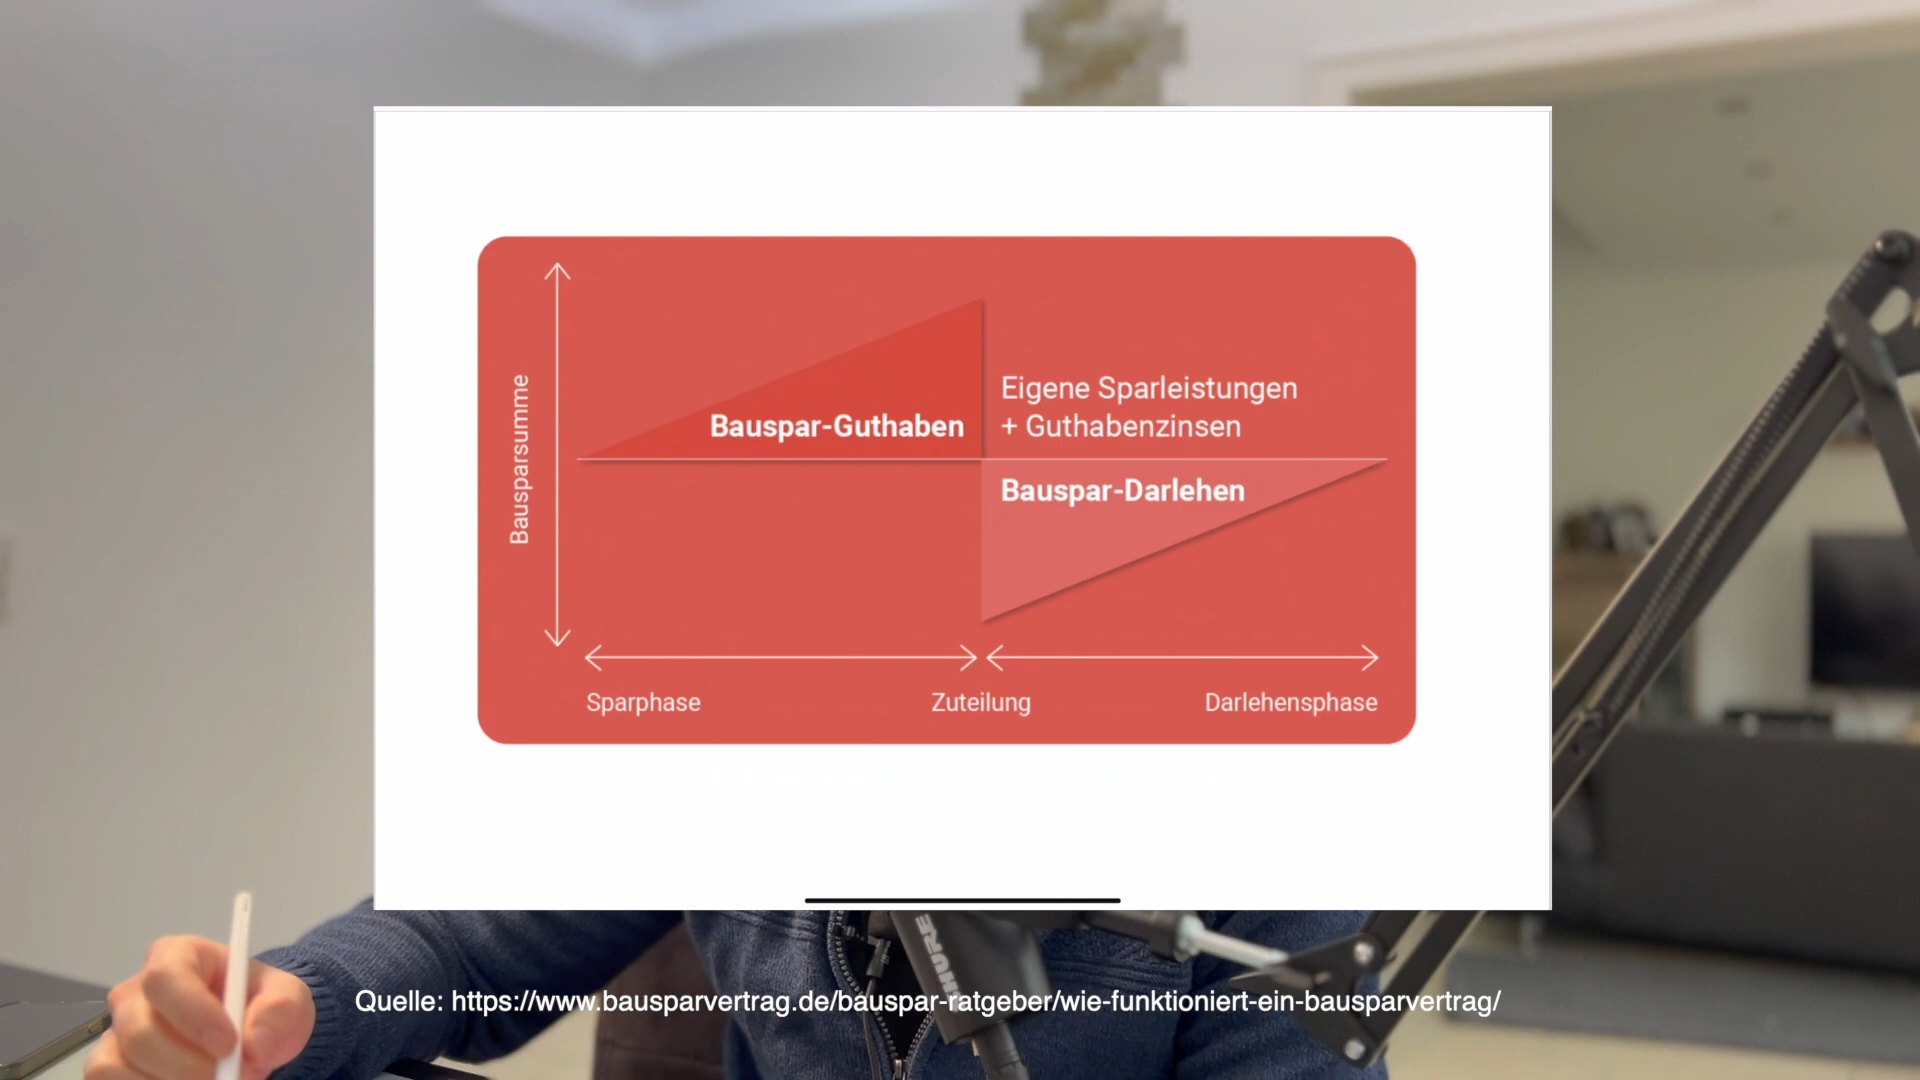 Bausparsumme
Bauspar-Guthaben
Eigene Sparleistungen
+ Guthabenzinsen
Bauspar-Darlehen
Sparphase
Zuteilung
Darlehensphase
SHURE
Quelle: https://www.bausparvertrag.de/bauspar-ratgeber/wie-funktioniert-ein-bausparvertrag/